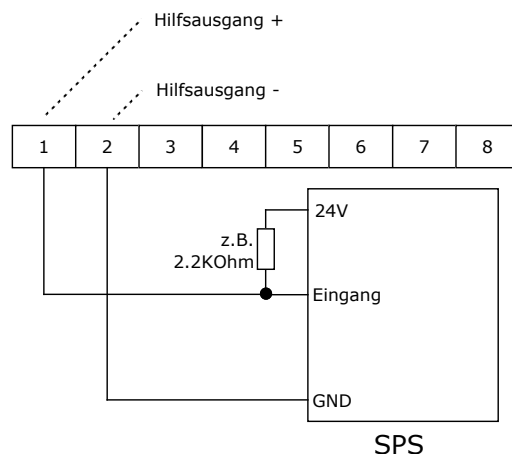 Hilfsausgang +
Hilfsausgang -
1 2 3 4 5 6 7 8
24V
z.B.
2.2KOhm
Eingang
GND
SPS